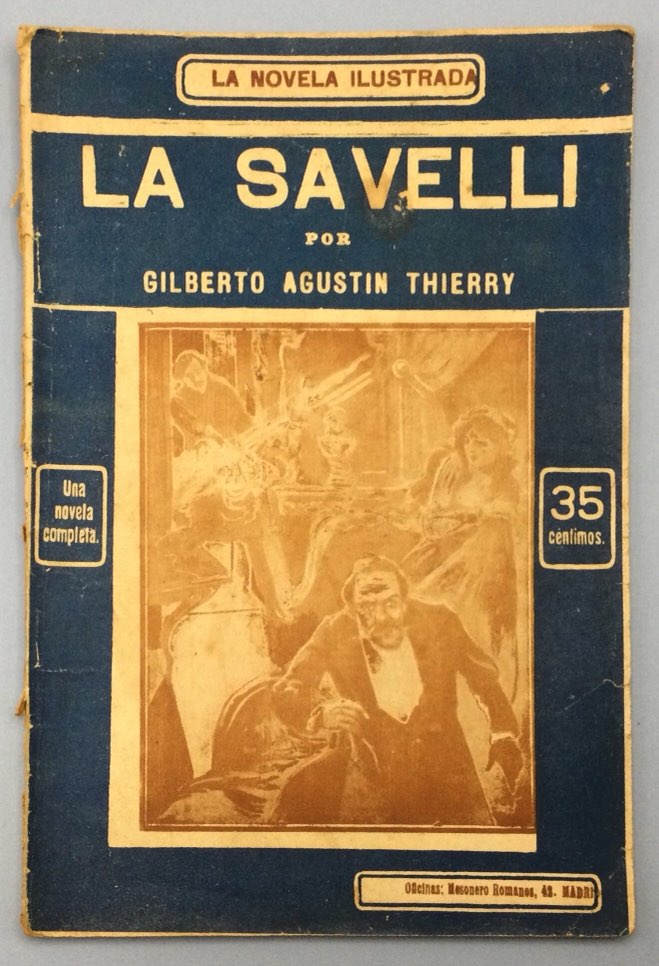 LA NOVELA ILUSTRADA
LA SAVELLI
POR
GILBERTO AGUSTIN THIERRY
Una
novela
completa.
35
céntimos.
Oficinas: Mesonero Romanos, 42. MADRID